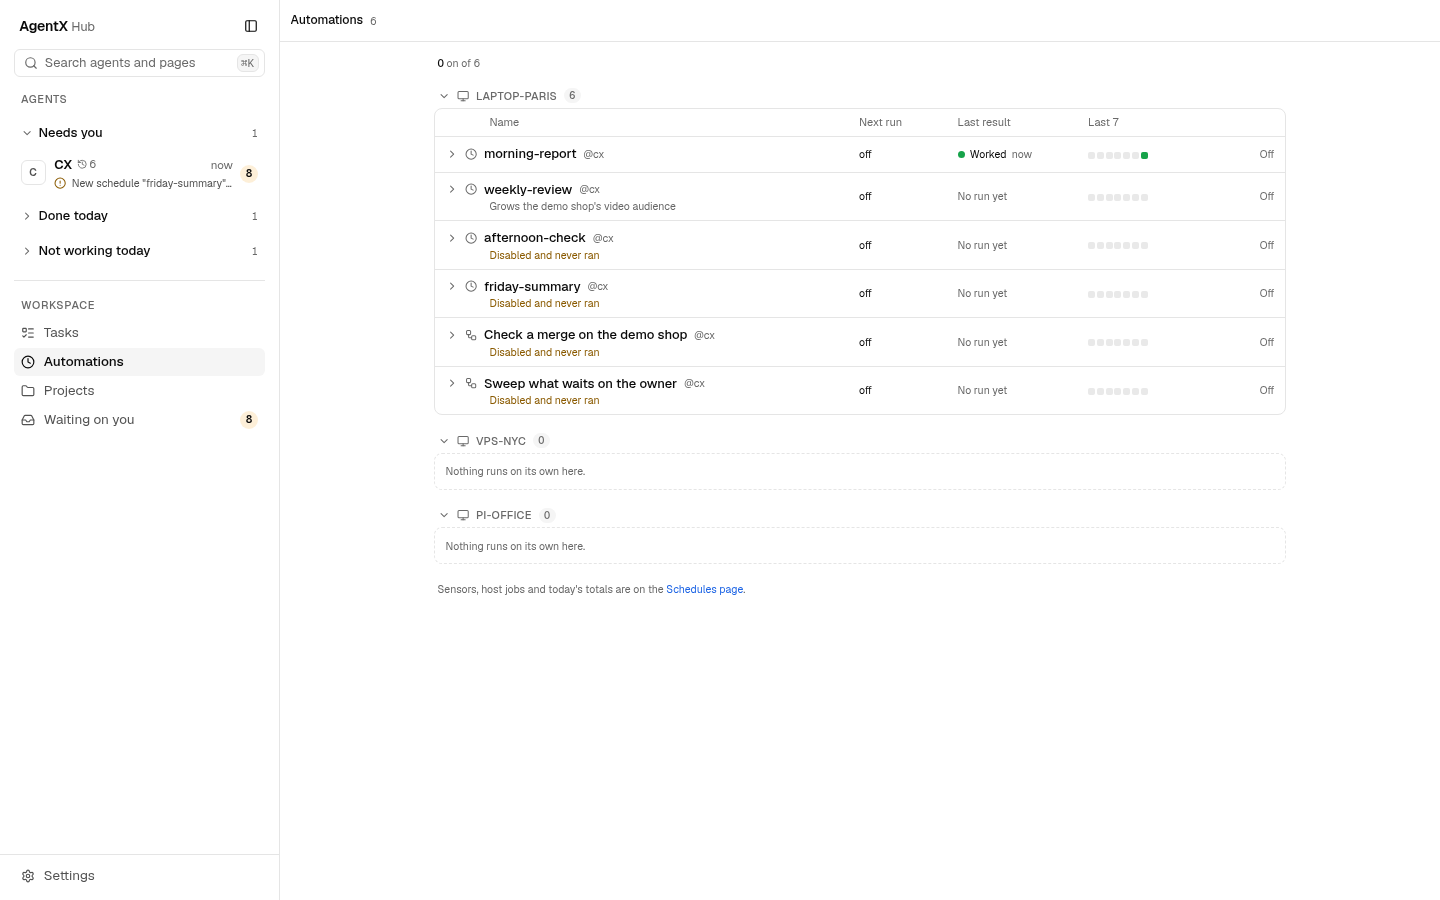 AgentX Hub
Search agents and pages ⌘K
AGENTS
Needs you 1
C CX 6 now
New schedule "friday-summary"... 8
Done today 1
Not working today 1
WORKSPACE
Tasks
Automations
Projects
Waiting on you 8
Settings
Automations 6
0 on of 6
LAPTOP-PARIS 6
Name Next run Last result Last 7
morning-report @cx off Worked now Off
weekly-review @cx off No run yet Off
Grows the demo shop's video audience
afternoon-check @cx off No run yet Off
Disabled and never ran
friday-summary @cx off No run yet Off
Disabled and never ran
Check a merge on the demo shop @cx off No run yet Off
Disabled and never ran
Sweep what waits on the owner @cx off No run yet Off
Disabled and never ran
VPS-NYC 0
Nothing runs on its own here.
PI-OFFICE 0
Nothing runs on its own here.
Sensors, host jobs and today's totals are on the Schedules page.